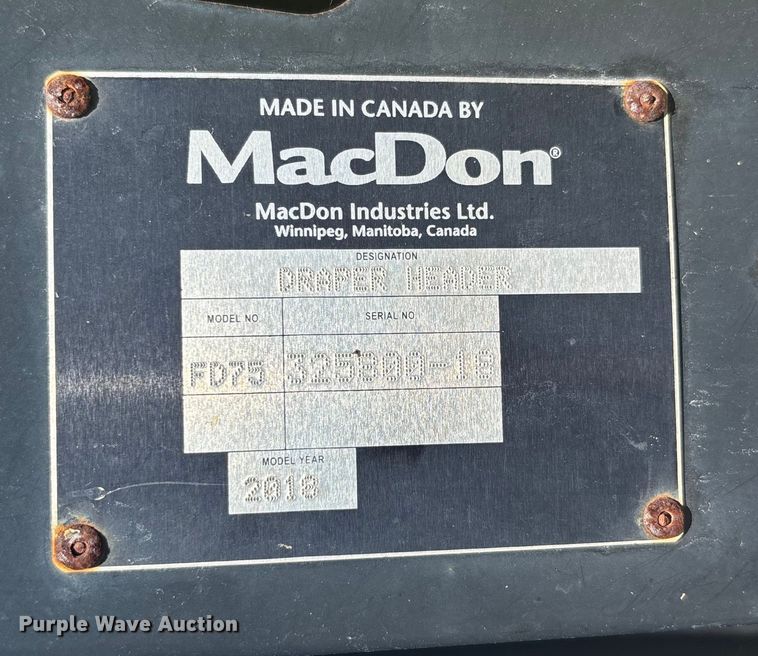 MADE IN CANADA BY
MacDon®
MacDon Industries Ltd.
Winnipeg, Manitoba, Canada
DESIGNATION
DRAPER HEADER
MODEL NO. SERIAL NO.
FD75 325800-18
MODEL YEAR
2018
Purple Wave Auction